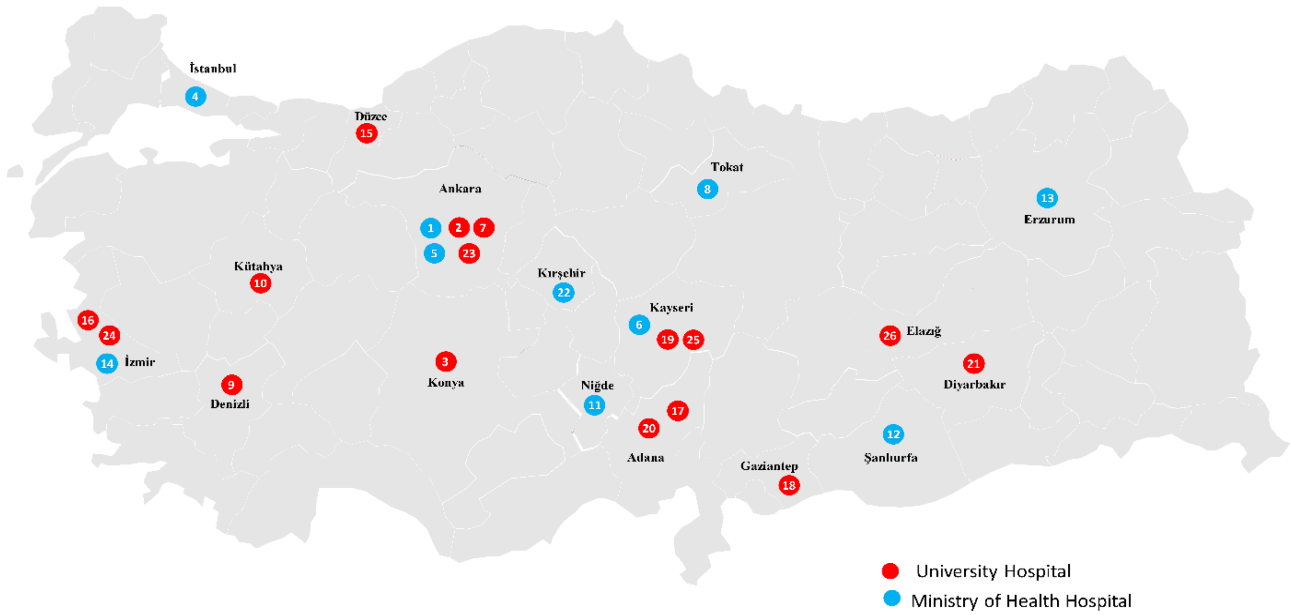 İstanbul
4
Düzce
15
Tokat
8
13
Erzurum
Ankara
1 2 7
5 23
Kütahya
10
Kırşehir
22
Kayseri
6
19 25
16
24
14 İzmir
9
Denizli
3
Konya
Niğde
11
17
20
Adana
26 Elazığ
21
Diyarbakır
12
Şanlıurfa
Gaziantep
18
University Hospital
Ministry of Health Hospital